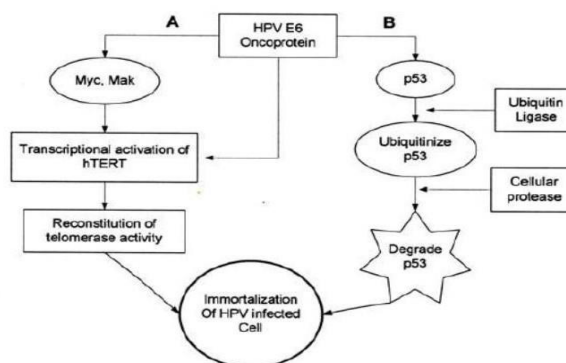 A
HPV E6
Oncoprotein
B
Myc, Mak
p53
Ubiquitin
Ligase
Transcriptional activation of
hTERT
Ubiquitinize
p53
Cellular
protease
Reconstitution of
telomerase activity
Degrade
p53
Immortalization
Of HPV infected
Cell